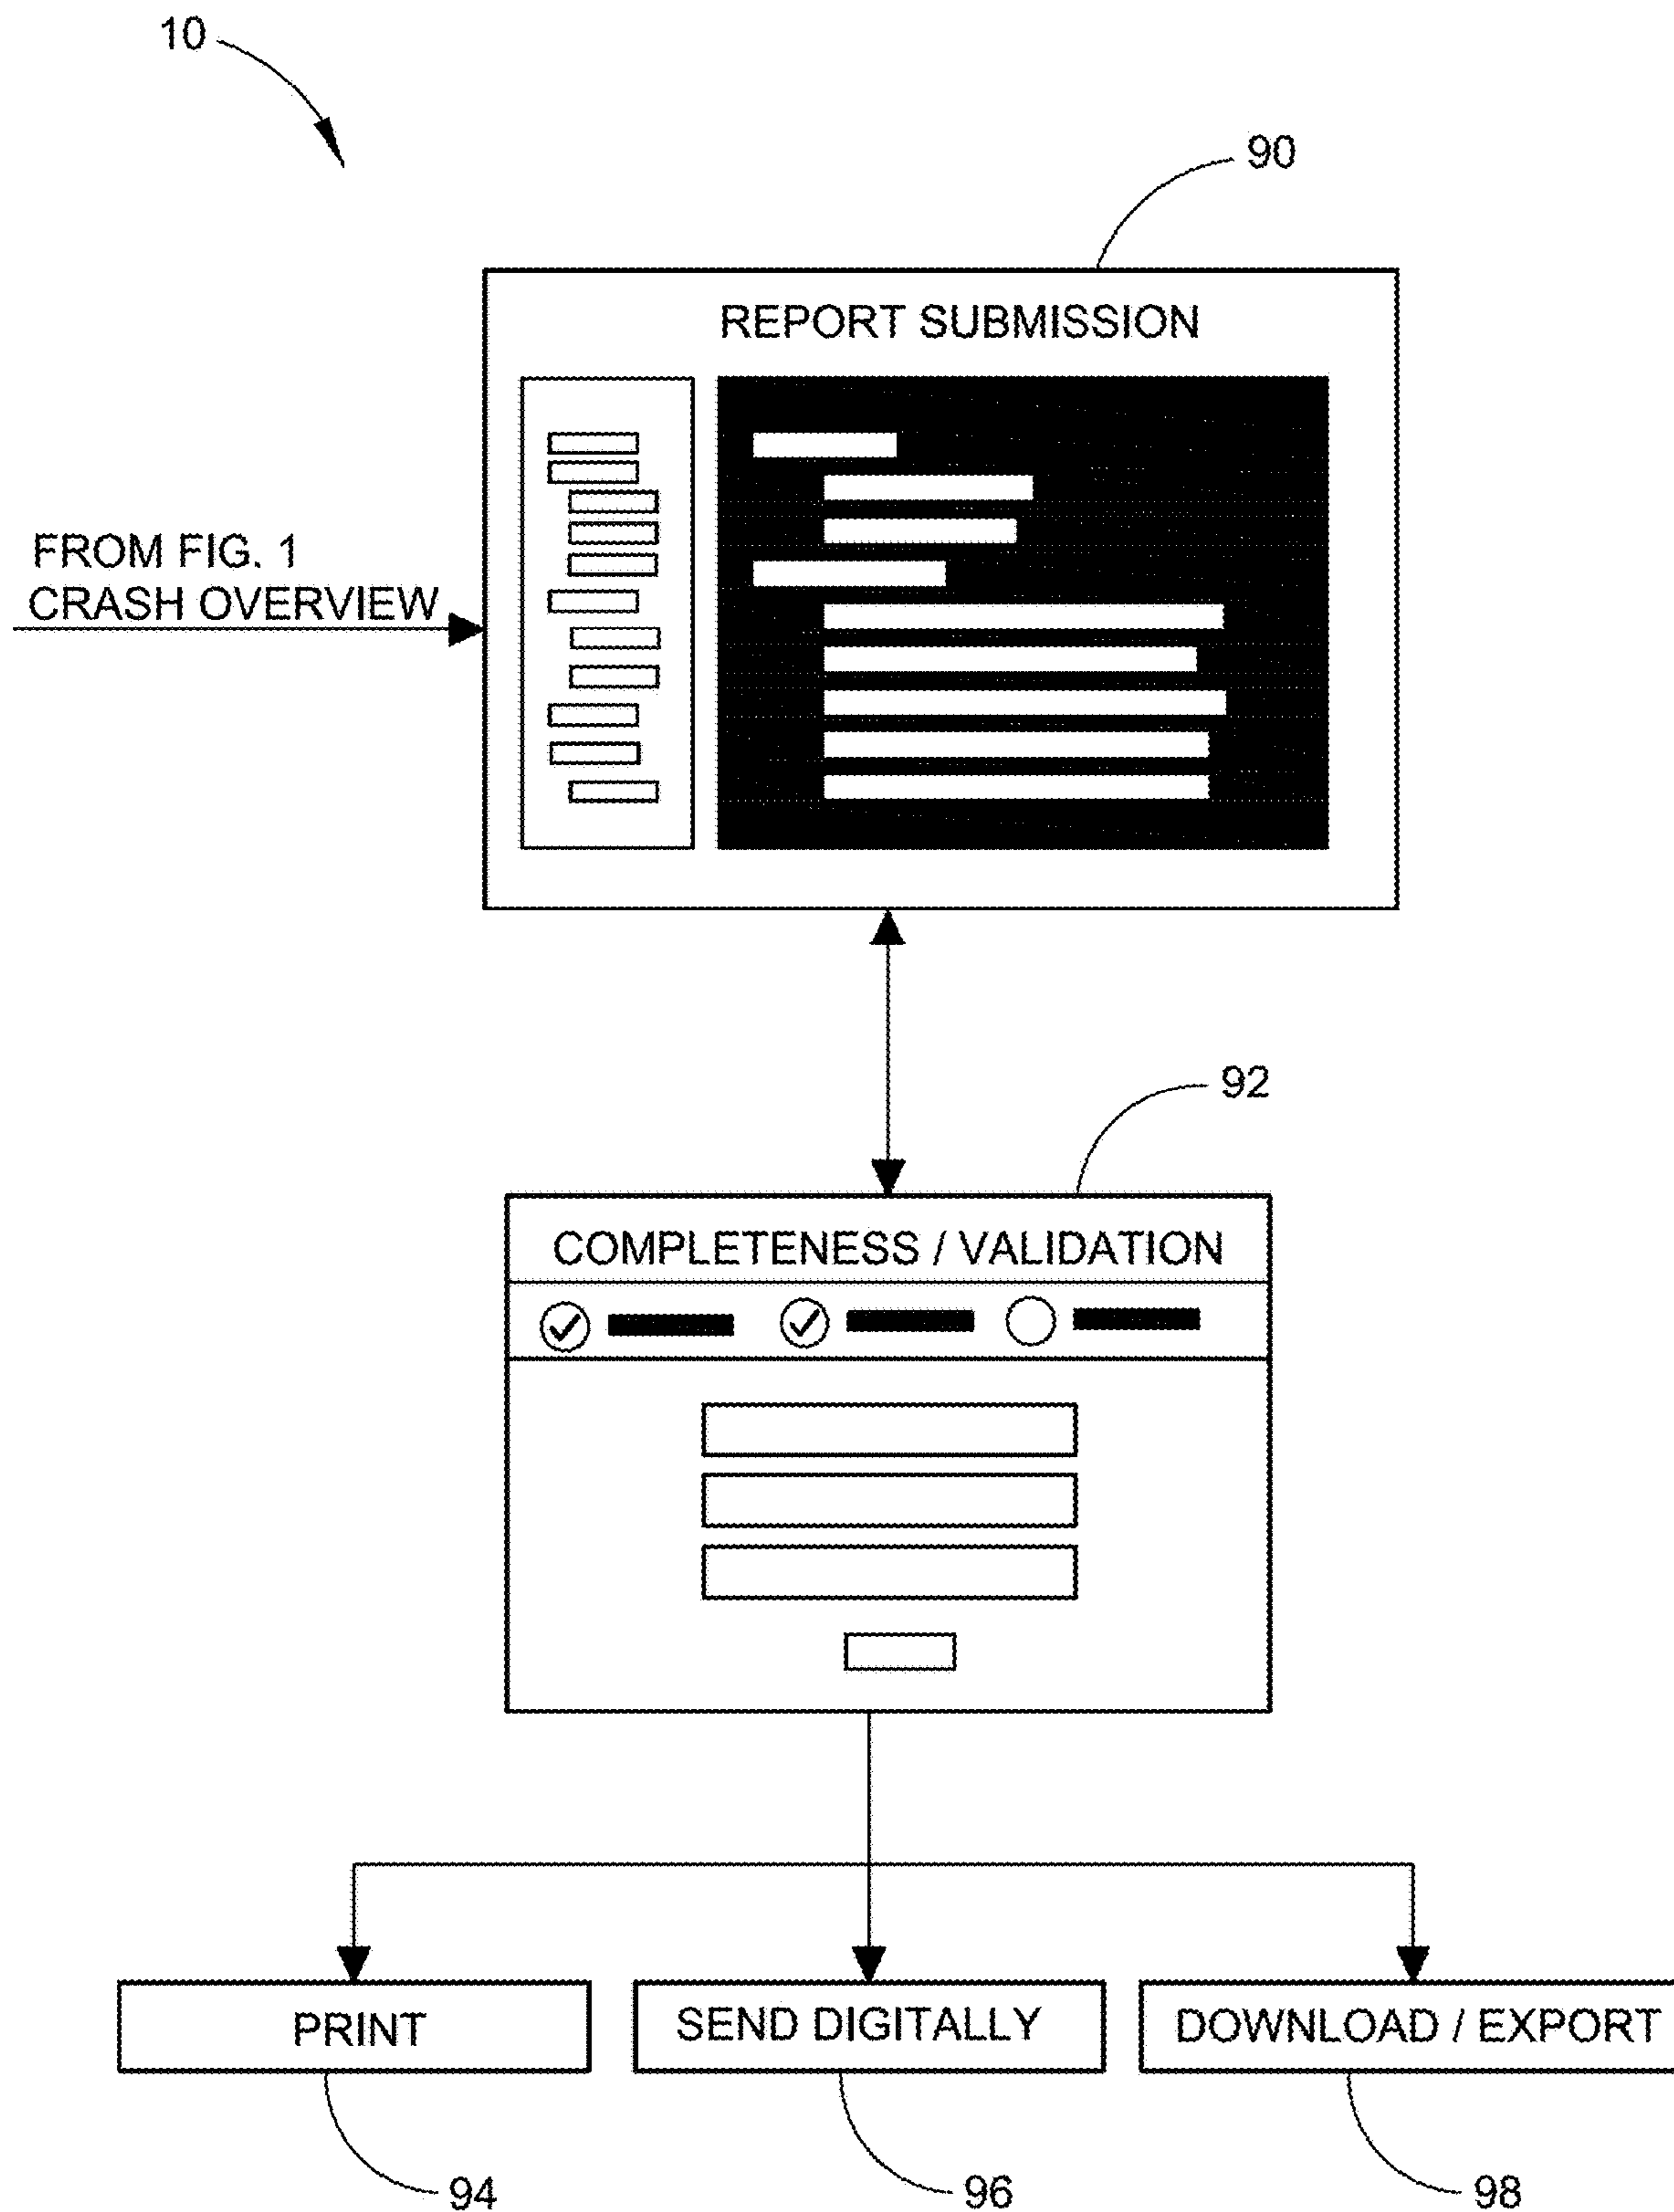 10
90
REPORT SUBMISSION
FROM FIG. 1
CRASH OVERVIEW
92
COMPLETENESS / VALIDATION
PRINT
SEND DIGITALLY
DOWNLOAD / EXPORT
94
96
98